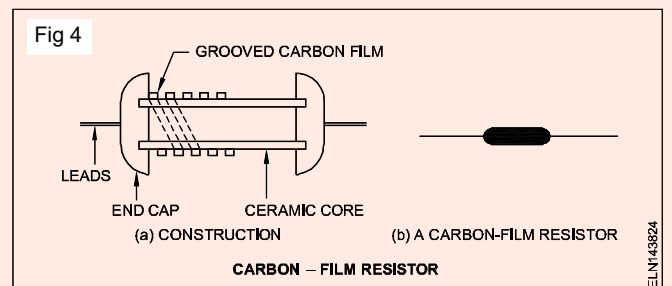 Fig 4
GROOVED CARBON FILM
LEADS
END CAP
CERAMIC CORE
(a) CONSTRUCTION
(b) A CARBON-FILM RESISTOR
CARBON – FILM RESISTOR
ELN143824